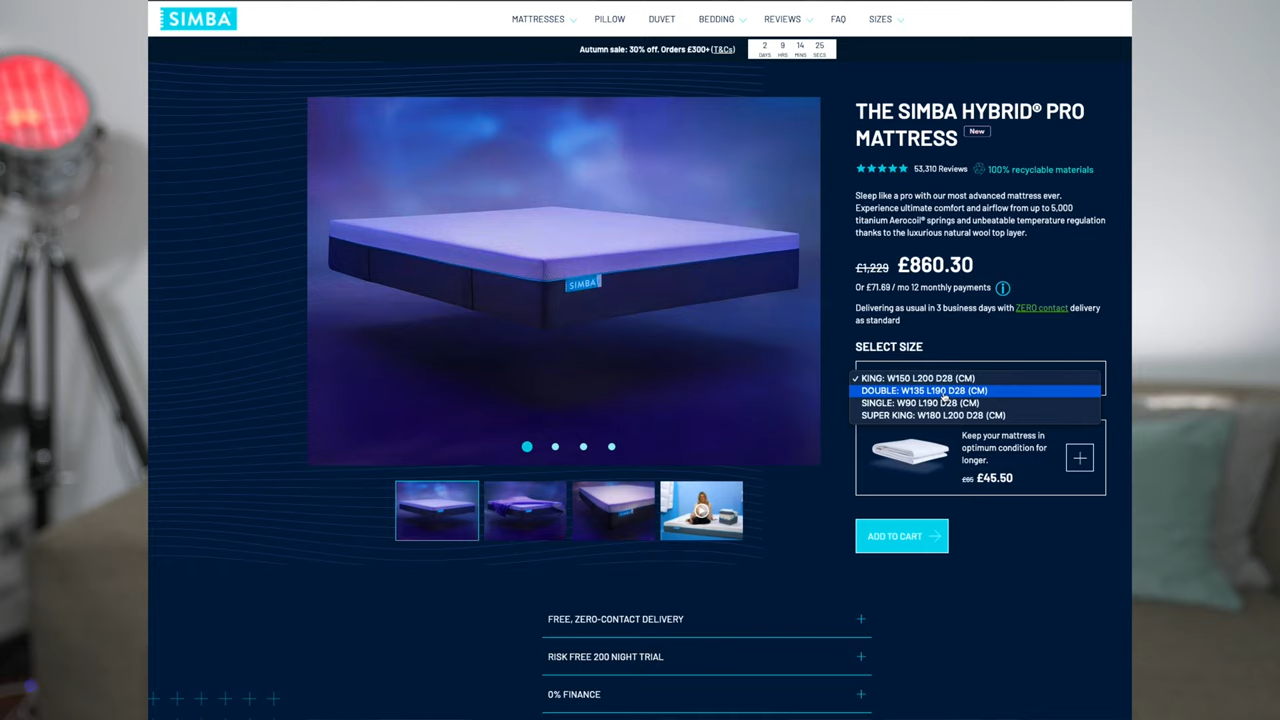 SIMBA®
MATTRESSES
PILLOW
DUVET
BEDDING
REVIEWS
FAQ
SIZES
Autumn sale: 30% off. Orders £300+ (T&Cs)
2 9 14 25
DAYS HRS MINS SECS
THE SIMBA HYBRID® PRO
MATTRESS New
53,310 Reviews 100% recyclable materials
Sleep like a pro with our most advanced mattress ever.
Experience ultimate comfort and airflow from up to 5,000
titanium Aerocoil® springs and unbeatable temperature regulation
thanks to the luxurious natural wool top layer.
£1,229 £860.30
Or £71.69 / mo 12 monthly payments
Delivering as usual in 3 business days with ZERO contact delivery
as standard
SELECT SIZE
✓ KING: W150 L200 D28 (CM)
DOUBLE: W135 L190 D28 (CM)
SINGLE: W90 L190 D28 (CM)
SUPER KING: W180 L200 D28 (CM)
Keep your mattress in
optimum condition for
longer.
£65 £45.50
ADD TO CART
SIMBA
FREE, ZERO-CONTACT DELIVERY
RISK FREE 200 NIGHT TRIAL
0% FINANCE